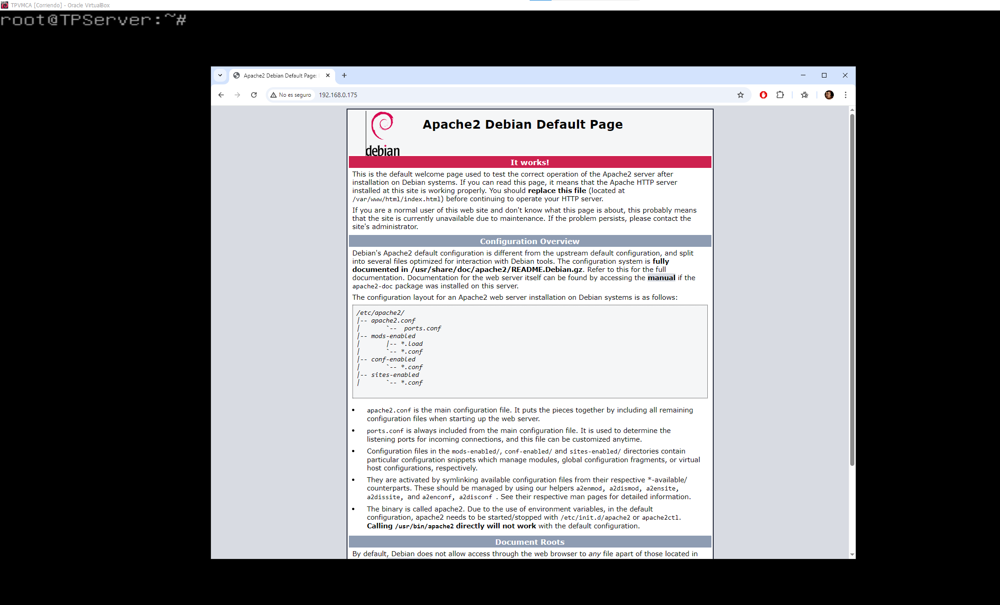 TPVMCA [Corriendo] - Oracle VirtualBox
root@TPServer:~#
Apache2 Debian Default Page:
No es seguro 192.168.0.175
debian
Apache2 Debian Default Page
It works!
This is the default welcome page used to test the correct operation of the Apache2 server after
installation on Debian systems. If you can read this page, it means that the Apache HTTP server
installed at this site is working properly. You should replace this file (located at
/var/www/html/index.html) before continuing to operate your HTTP server.
If you are a normal user of this web site and don't know what this page is about, this probably means
that the site is currently unavailable due to maintenance. If the problem persists, please contact the
site's administrator.
Configuration Overview
Debian's Apache2 default configuration is different from the upstream default configuration, and split
into several files optimized for interaction with Debian tools. The configuration system is fully
documented in /usr/share/doc/apache2/README.Debian.gz. Refer to this for the full
documentation. Documentation for the web server itself can be found by accessing the manual if the
apache2-doc package was installed on this server.
The configuration layout for an Apache2 web server installation on Debian systems is as follows:
/etc/apache2/
|-- apache2.conf
|       `--  ports.conf
|-- mods-enabled
|       |-- *.load
|       `-- *.conf
|-- conf-enabled
|       `-- *.conf
|-- sites-enabled
|       `-- *.conf
• apache2.conf is the main configuration file. It puts the pieces together by including all remaining
configuration files when starting up the web server.
• ports.conf is always included from the main configuration file. It is used to determine the
listening ports for incoming connections, and this file can be customized anytime.
• Configuration files in the mods-enabled/, conf-enabled/ and sites-enabled/ directories contain
particular configuration snippets which manage modules, global configuration fragments, or virtual
host configurations, respectively.
• They are activated by symlinking available configuration files from their respective *-available/
counterparts. These should be managed by using our helpers a2enmod, a2dismod, a2ensite,
a2dissite, and a2enconf, a2disconf . See their respective man pages for detailed information.
• The binary is called apache2. Due to the use of environment variables, in the default
configuration, apache2 needs to be started/stopped with /etc/init.d/apache2 or apache2ctl.
Calling /usr/bin/apache2 directly will not work with the default configuration.
Document Roots
By default, Debian does not allow access through the web browser to any file apart of those located in